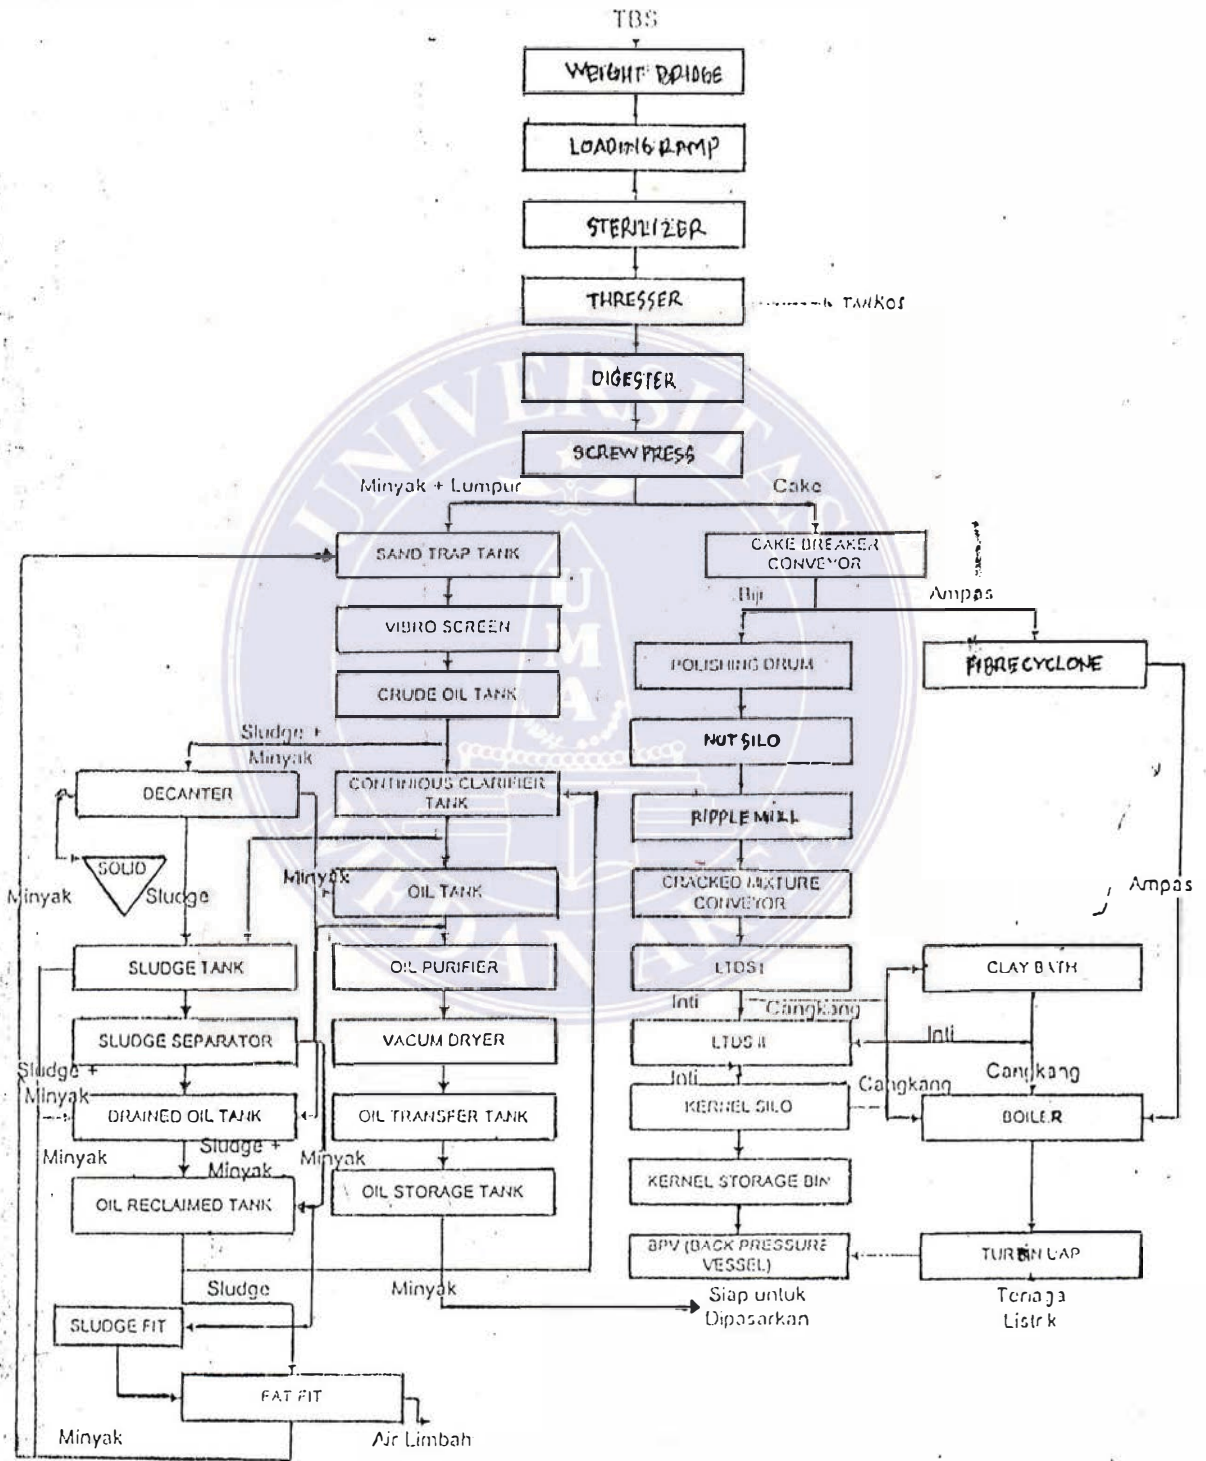 TBS
WEIGHT BRIDGE
LOADING RAMP
STERILIZER
THRESSER
TANKOS
DIGESTER
SCREW PRESS
Minyak + Lumpur
Cake
SAND TRAP TANK
CAKE BREAKER
CONVEYOR
Biji
Ampas
VIBRO SCREEN
POLISHING DRUM
FIBRE CYCLONE
CRUDE OIL TANK
Sludge +
Minyak
NUT SILO
DECANTER
CONTINIOUS CLARIFIER
TANK
RIPPLE MILL
SOLID
Minyak
Sludge
Minyak
OIL TANK
CRACKED MIXTURE
CONVEYOR
Ampas
SLUDGE TANK
OIL PURIFIER
LTDS I
CLAY BATH
Inti
Cangkang
SLUDGE SEPARATOR
VACUM DRYER
LTDS II
Inti
Sludge +
Minyak
Inti
Cangkang
Cangkang
DRAINED OIL TANK
OIL TRANSFER TANK
KERNEL SILO
BOILER
Minyak
Sludge +
Minyak
Minyak
OIL RECLAIMED TANK
OIL STORAGE TANK
KERNEL STORAGE BIN
BPV (BACK PRESSURE
VESSEL)
TURBIN UAP
Sludge
Minyak
Siap untuk
Dipasarkan
Tenaga
Listrik
SLUDGE FIT
FAT FIT
Minyak
Air Limbah
UNIVERSITAS
MEDAN AREA
UMA